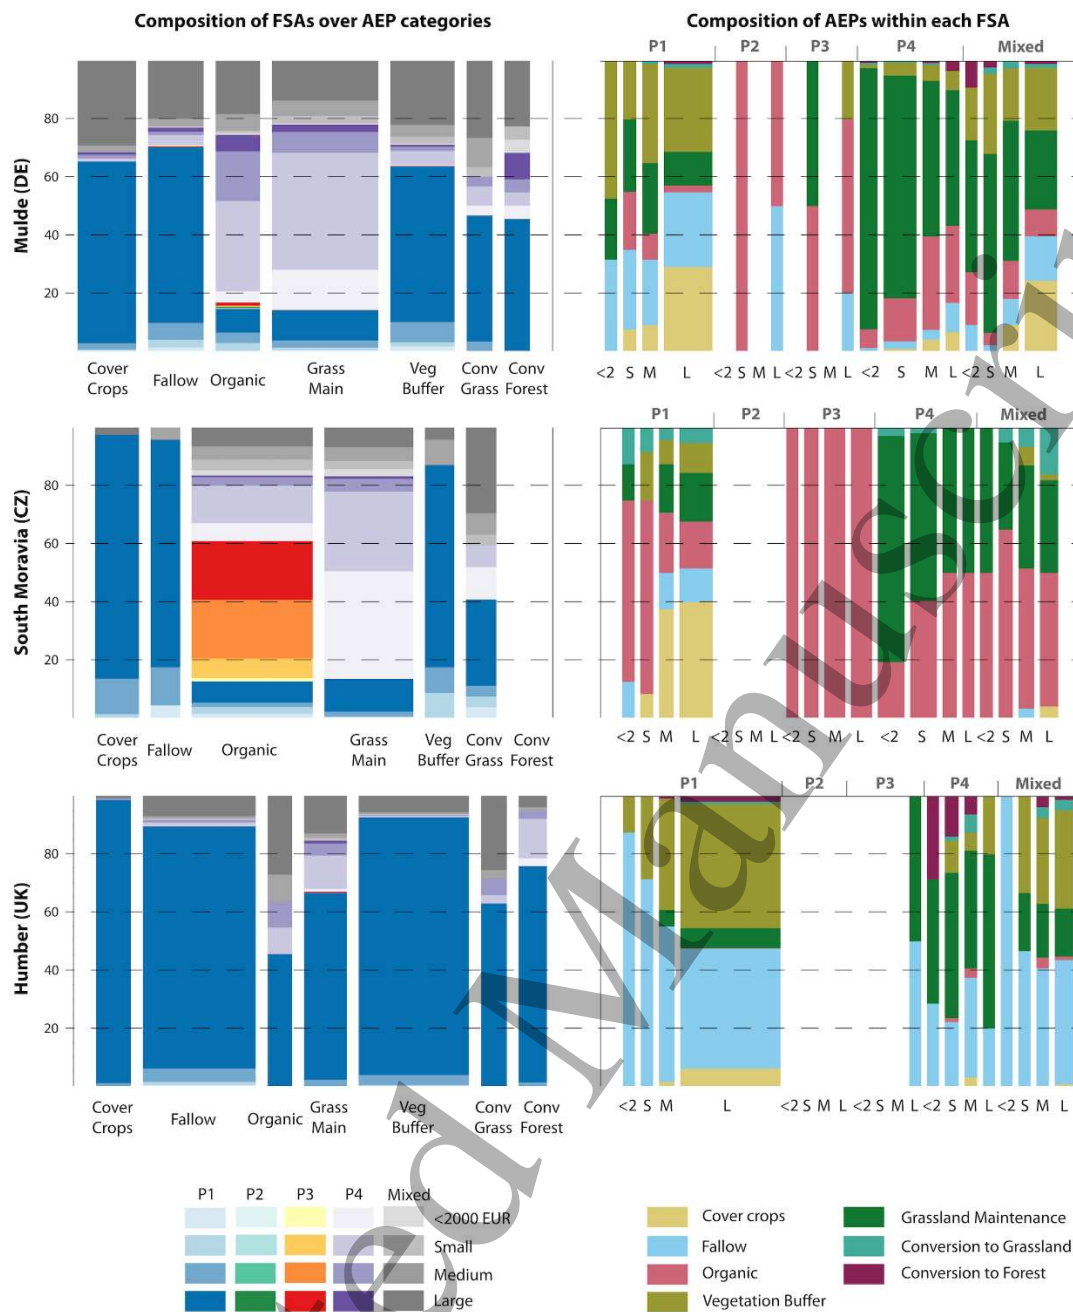 Composition of FSAs over AEP categories
Composition of AEPs within each FSA
P1 P2 P3 P4 Mixed
Mulde (DE)
80
60
40
20
Cover Crops Fallow Organic Grass Main Veg Buffer Conv Grass Conv Forest
<2 S M L <2 S M L <2 S M L <2 S M L <2 S M L
P1 P2 P3 P4 Mixed
South Moravia (CZ)
80
60
40
20
Cover Crops Fallow Organic Grass Main Veg Buffer Conv Grass Conv Forest
<2 S M L <2 S M L <2 S M L <2 S M L <2 S M L
P1 P2 P3 P4 Mixed
Humber (UK)
80
60
40
20
Cover Crops Fallow Organic Grass Main Veg Buffer Conv Grass Conv Forest
<2 S M L <2 S M L <2 S M L <2 S M L <2 S M L
P1 P2 P3 P4 Mixed
<2000 EUR
Small
Medium
Large
Cover crops
Fallow
Organic
Vegetation Buffer
Grassland Maintenance
Conversion to Grassland
Conversion to Forest
ed Manuscri